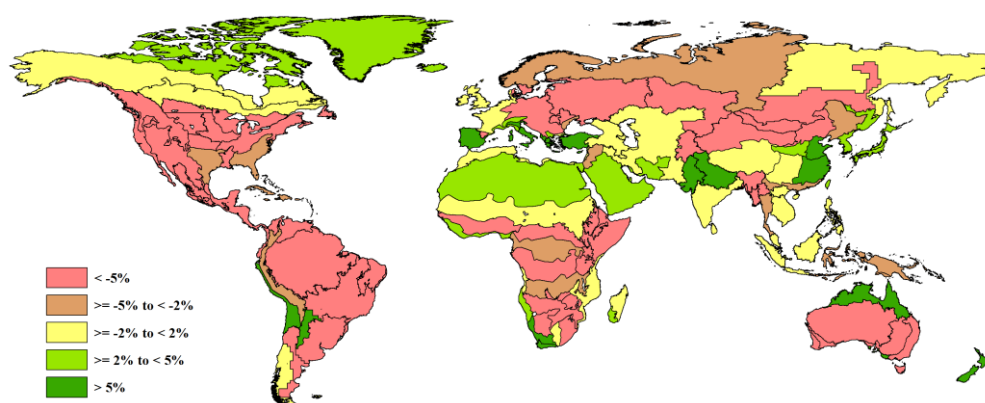 < -5%
>= -5% to < -2%
>= -2% to < 2%
>= 2% to < 5%
> 5%